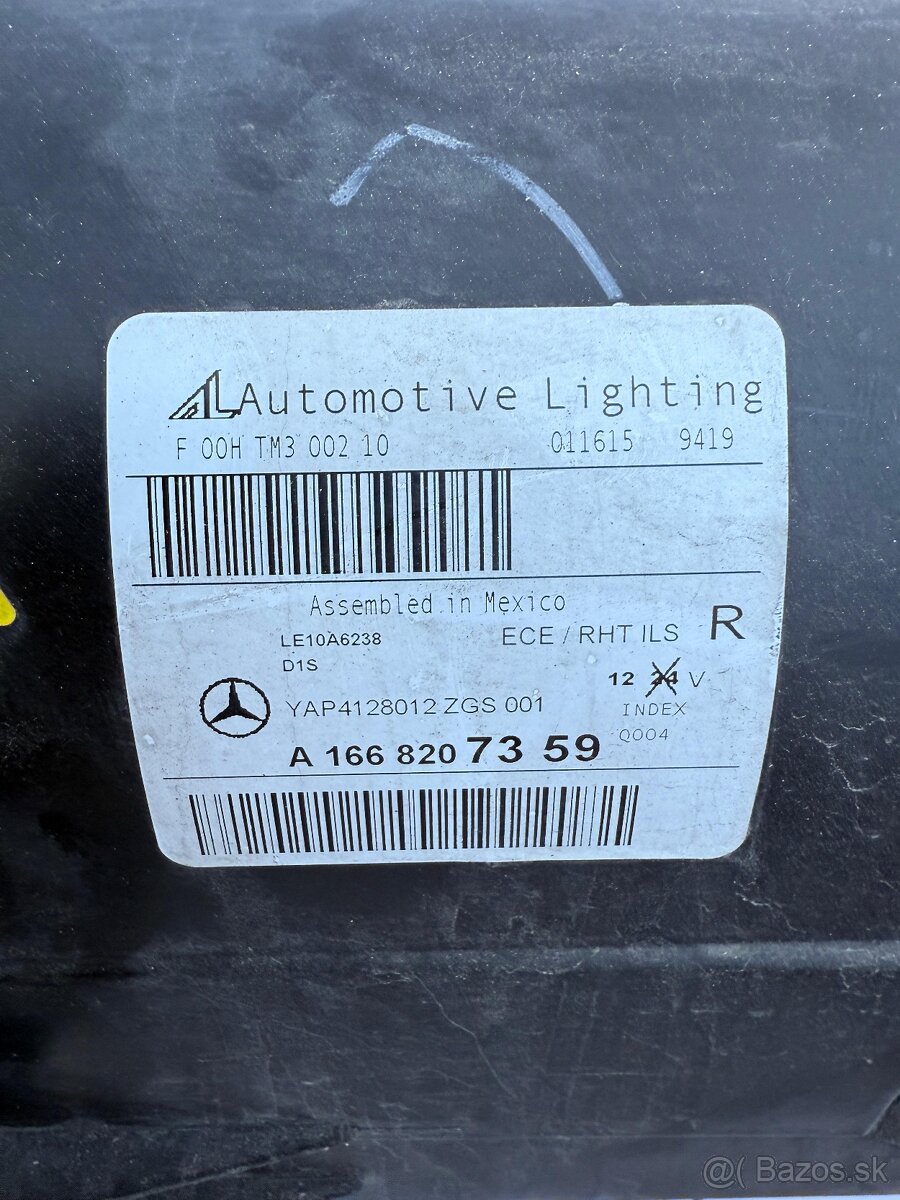 AL Automotive Lighting
F 00H TM3 002 10 011615 9419
Assembled in Mexico
LE10A6238 ECE / RHT ILS R
D1S 12 24 V
YAP4128012 ZGS 001 INDEX
A 166 820 73 59 Q004
@( Bazos.sk